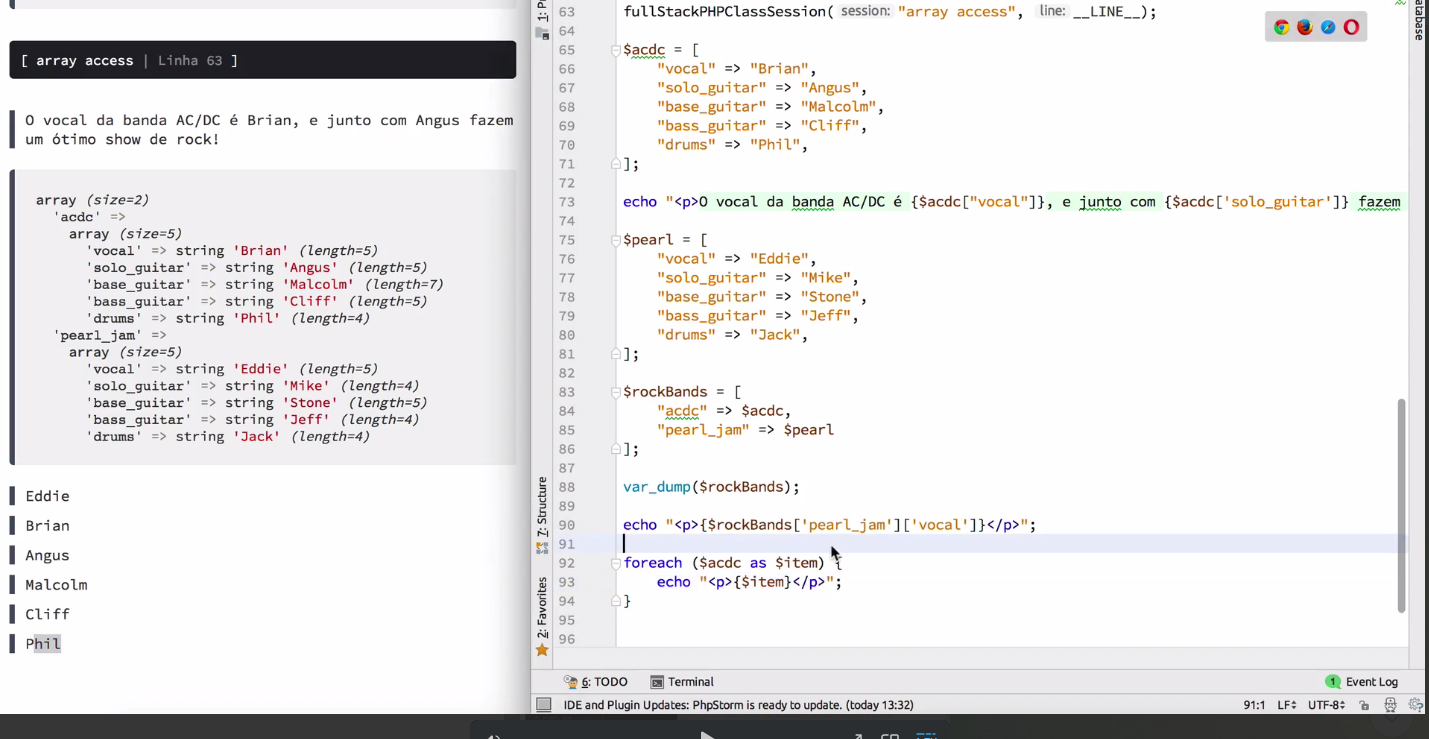 [ array access | Linha 63 ]
O vocal da banda AC/DC é Brian, e junto com Angus fazem
um ótimo show de rock!
array (size=2)
'acdc' =>
array (size=5)
'vocal' => string 'Brian' (length=5)
'solo_guitar' => string 'Angus' (length=5)
'base_guitar' => string 'Malcolm' (length=7)
'bass_guitar' => string 'Cliff' (length=5)
'drums' => string 'Phil' (length=4)
'pearl_jam' =>
array (size=5)
'vocal' => string 'Eddie' (length=5)
'solo_guitar' => string 'Mike' (length=4)
'base_guitar' => string 'Stone' (length=5)
'bass_guitar' => string 'Jeff' (length=4)
'drums' => string 'Jack' (length=4)
Eddie
Brian
Angus
Malcolm
Cliff
Phil
7: Structure
2: Favorites
63 fullStackPHPClassSession( session: "array access", line: __LINE__);
64
65 $acdc = [
66 "vocal" => "Brian",
67 "solo_guitar" => "Angus",
68 "base_guitar" => "Malcolm",
69 "bass_guitar" => "Cliff",
70 "drums" => "Phil",
71 ];
72
73 echo "<p>O vocal da banda AC/DC é {$acdc["vocal"]}, e junto com {$acdc['solo_guitar']} fazem
74
75 $pearl = [
76 "vocal" => "Eddie",
77 "solo_guitar" => "Mike",
78 "base_guitar" => "Stone",
79 "bass_guitar" => "Jeff",
80 "drums" => "Jack",
81 ];
82
83 $rockBands = [
84 "acdc" => $acdc,
85 "pearl_jam" => $pearl
86 ];
87
88 var_dump($rockBands);
89
90 echo "<p>{$rockBands['pearl_jam']['vocal']}</p>";
91
92 foreach ($acdc as $item) {
93 echo "<p>{$item}</p>";
94 }
95
96
6: TODO Terminal 1 Event Log
IDE and Plugin Updates: PhpStorm is ready to update. (today 13:32) 91:1 LF UTF-8